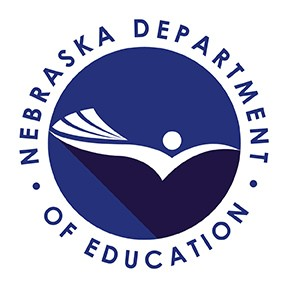 NEBRASKA DEPARTMENT
• OF EDUCATION •